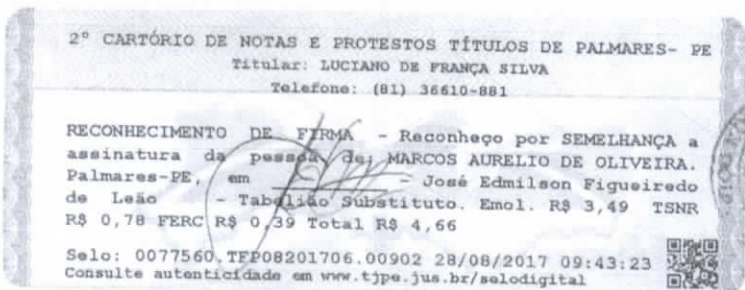 2º CARTÓRIO DE NOTAS E PROTESTOS TÍTULOS DE PALMARES- PE
Titular: LUCIANO DE FRANÇA SILVA
Telefone: (81) 36610-881
RECONHECIMENTO DE FIRMA - Reconheço por SEMELHANÇA a
assinatura da pessoa de: MARCOS AURELIO DE OLIVEIRA.
Palmares-PE, em ________ - José Edmilson Figueiredo
de Leão - Tabelião Substituto. Emol. R$ 3,49 TSNR
R$ 0,78 FERC R$ 0,39 Total R$ 4,66
Selo: 0077560.TFP08201706.00902 28/08/2017 09:43:23
Consulte autenticidade em www.tjpe.jus.br/selodigital